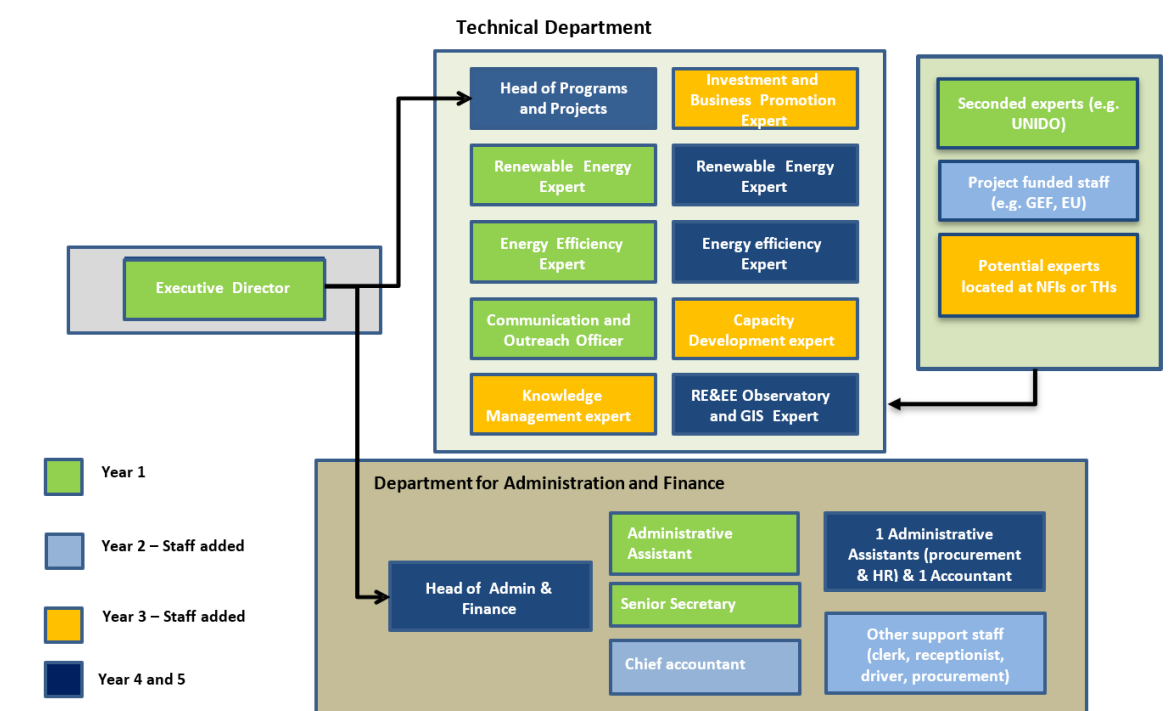 Technical Department
Head of Programs
and Projects
Investment and
Business Promotion
Expert
Renewable Energy
Expert
Renewable Energy
Expert
Energy Efficiency
Expert
Energy efficiency
Expert
Communication and
Outreach Officer
Capacity
Development expert
Knowledge
Management expert
RE&EE Observatory
and GIS Expert
Seconded experts (e.g.
UNIDO)
Project funded staff
(e.g. GEF, EU)
Potential experts
located at NFIs or THs
Executive Director
Department for Administration and Finance
Head of Admin &
Finance
Administrative
Assistant
Senior Secretary
Chief accountant
1 Administrative
Assistants (procurement
& HR) & 1 Accountant
Other support staff
(clerk, receptionist,
driver, procurement)
Year 1
Year 2 – Staff added
Year 3 – Staff added
Year 4 and 5